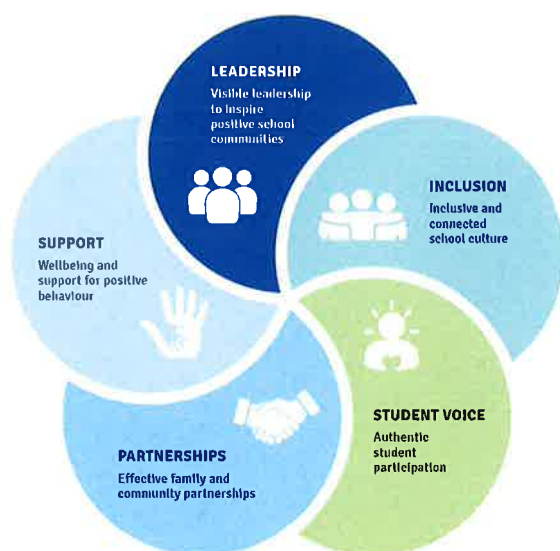 LEADERSHIP
Visible leadership
to inspire
positive school
communities
INCLUSION
Inclusive and
connected
school culture
STUDENT VOICE
Authentic
student
participation
PARTNERSHIPS
Effective family and
community partnerships
SUPPORT
Wellbeing and
support for positive
behaviour